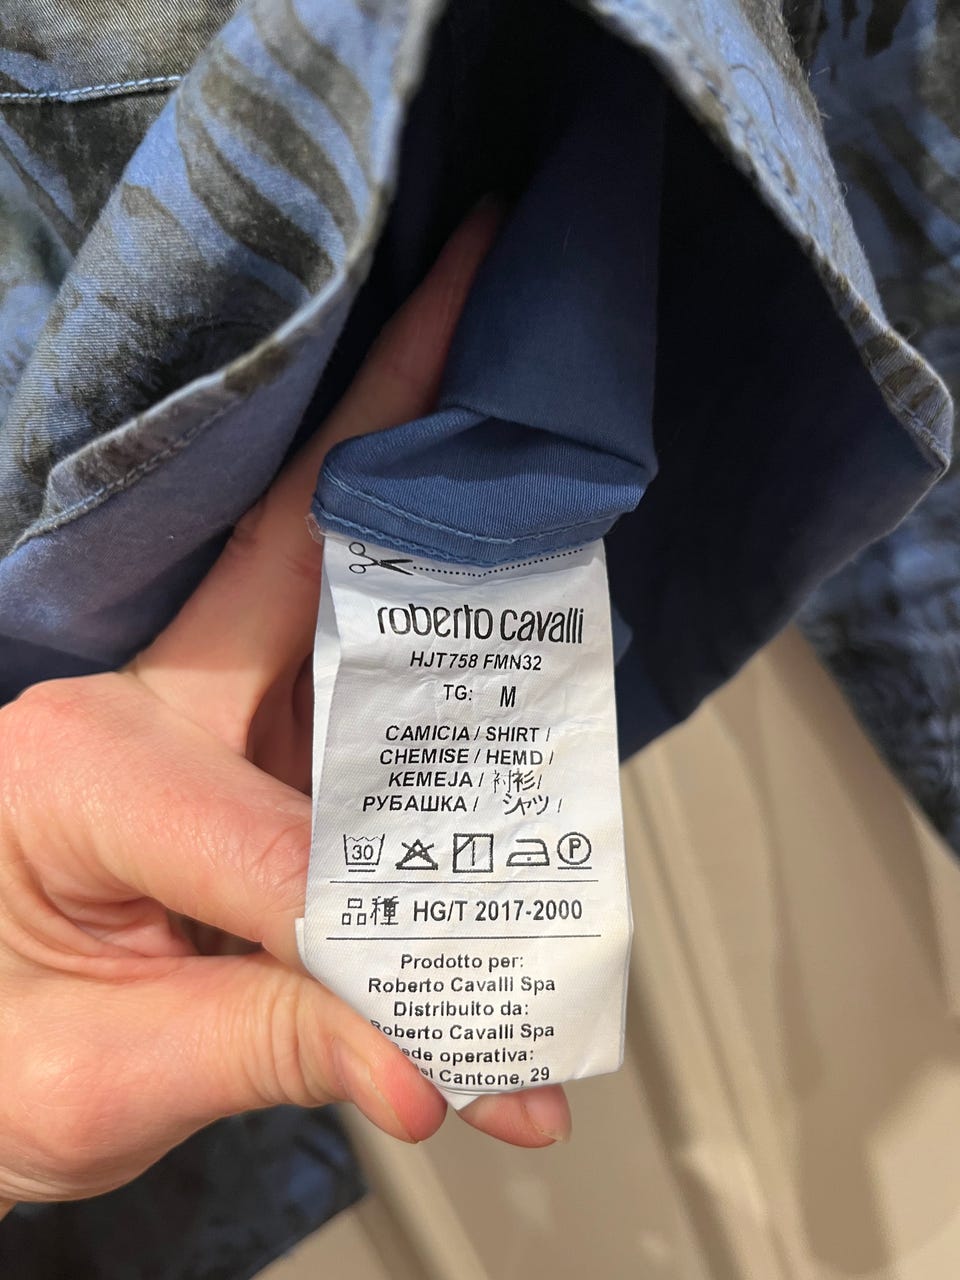 roberto cavalli
HJT758 FMN32
TG: M
CAMICIA / SHIRT /
CHEMISE / HEMD /
KEMEJA / 衬衫/
РУБАШКА / シャツ /
30 P
品種 HG/T 2017-2000
Prodotto per:
Roberto Cavalli Spa
Distribuito da:
Roberto Cavalli Spa
operativa:
Cantone, 29